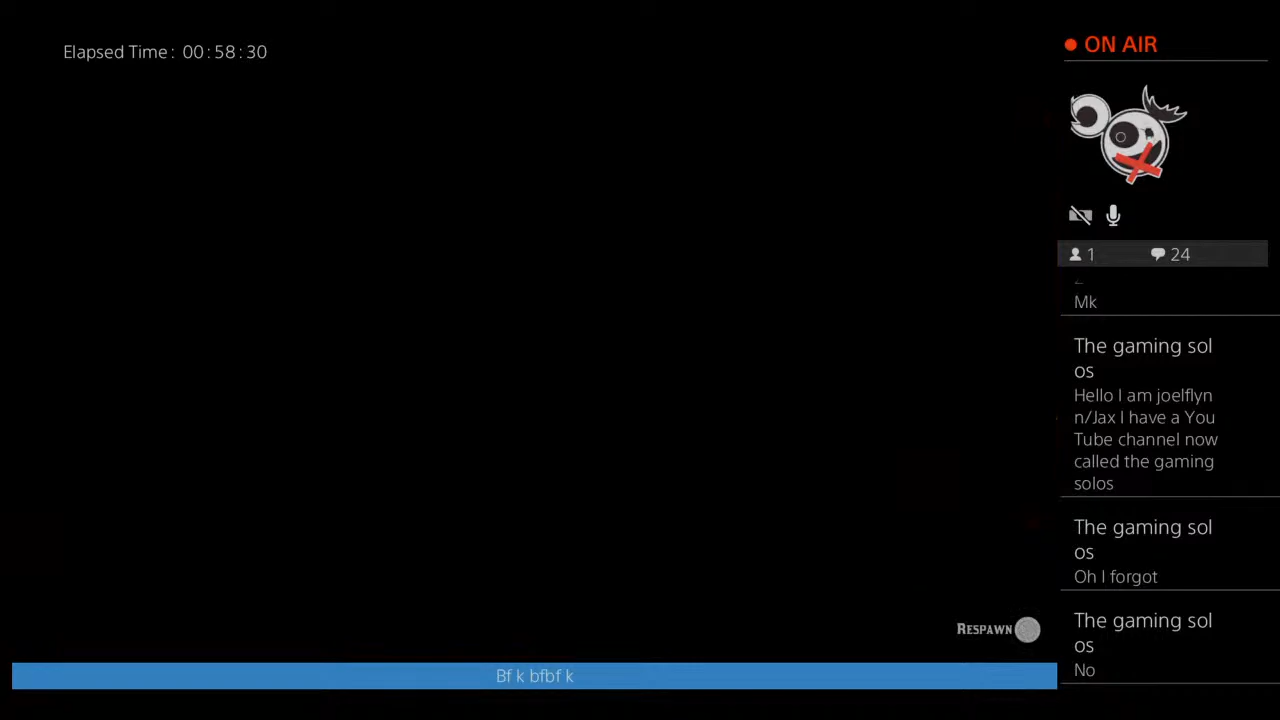 Elapsed Time: 00:58:30
ON AIR
1 24
Mk
The gaming sol
os
Hello I am joelflyn
n/Jax I have a You
Tube channel now
called the gaming
solos
The gaming sol
os
Oh I forgot
The gaming sol
os
No
RESPAWN
Bf k bfbf k